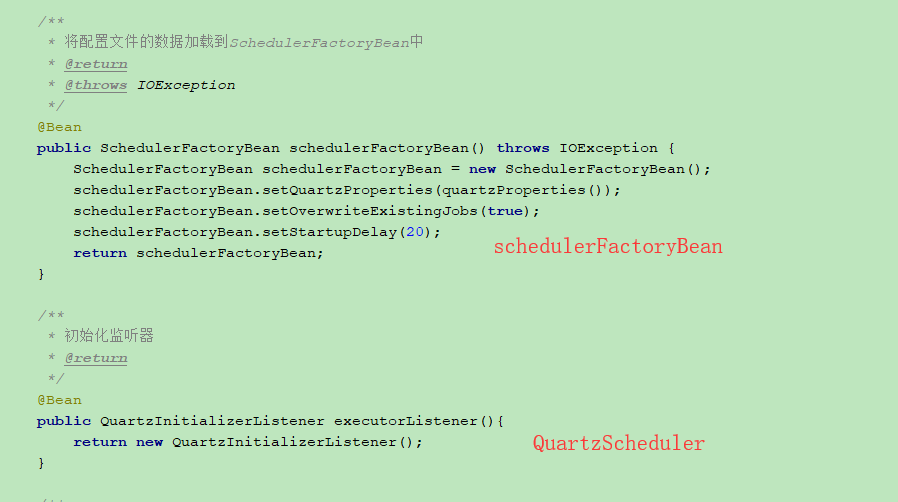 /**
* 将配置文件的数据加载到SchedulerFactoryBean中
* @return
* @throws IOException
*/
@Bean
public SchedulerFactoryBean schedulerFactoryBean() throws IOException {
SchedulerFactoryBean schedulerFactoryBean = new SchedulerFactoryBean();
schedulerFactoryBean.setQuartzProperties(quartzProperties());
schedulerFactoryBean.setOverwriteExistingJobs(true);
schedulerFactoryBean.setStartupDelay(20);
return schedulerFactoryBean;
schedulerFactoryBean
}
/**
* 初始化监听器
* @return
*/
@Bean
public QuartzInitializerListener executorListener(){
return new QuartzInitializerListener();
QuartzScheduler
}
/**